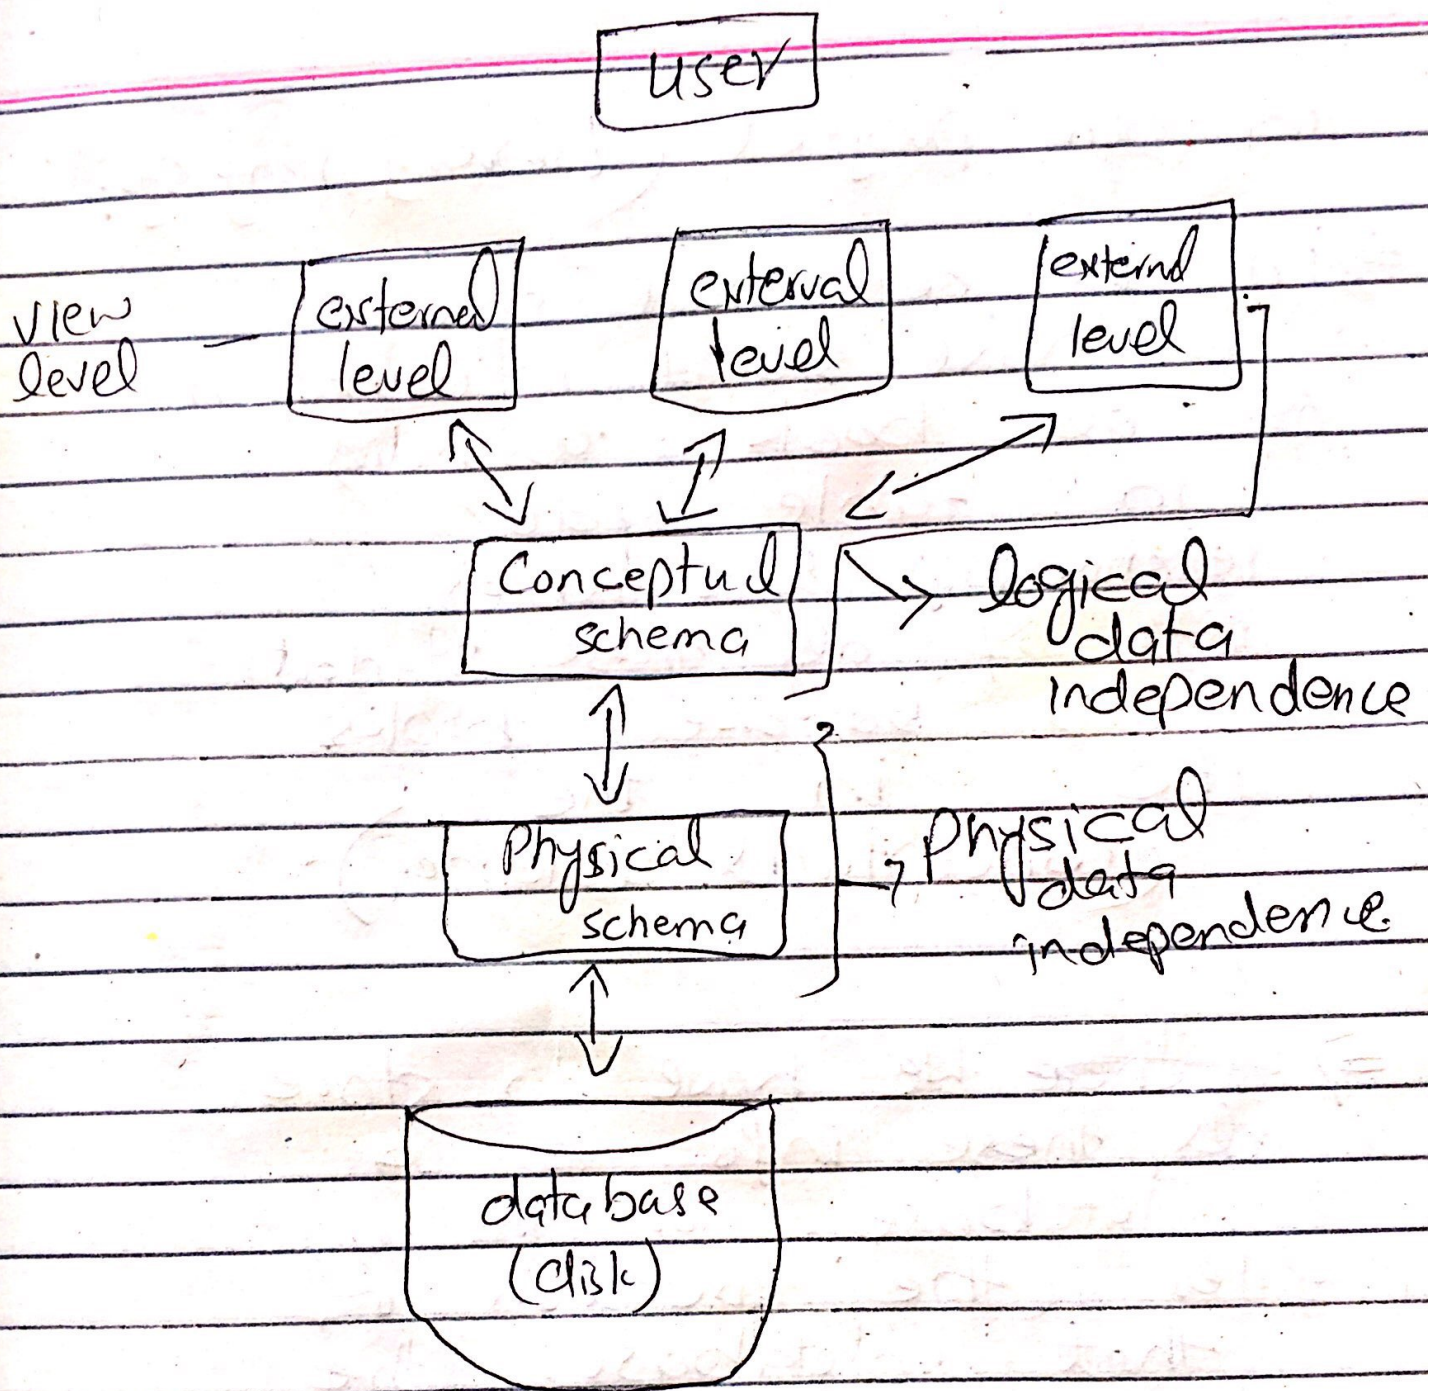 user
view
level
external
level
external
level
external
level
Conceptual
schema
logical
data
independence
Physical
schema
Physical
data
independence.
database
(disk)